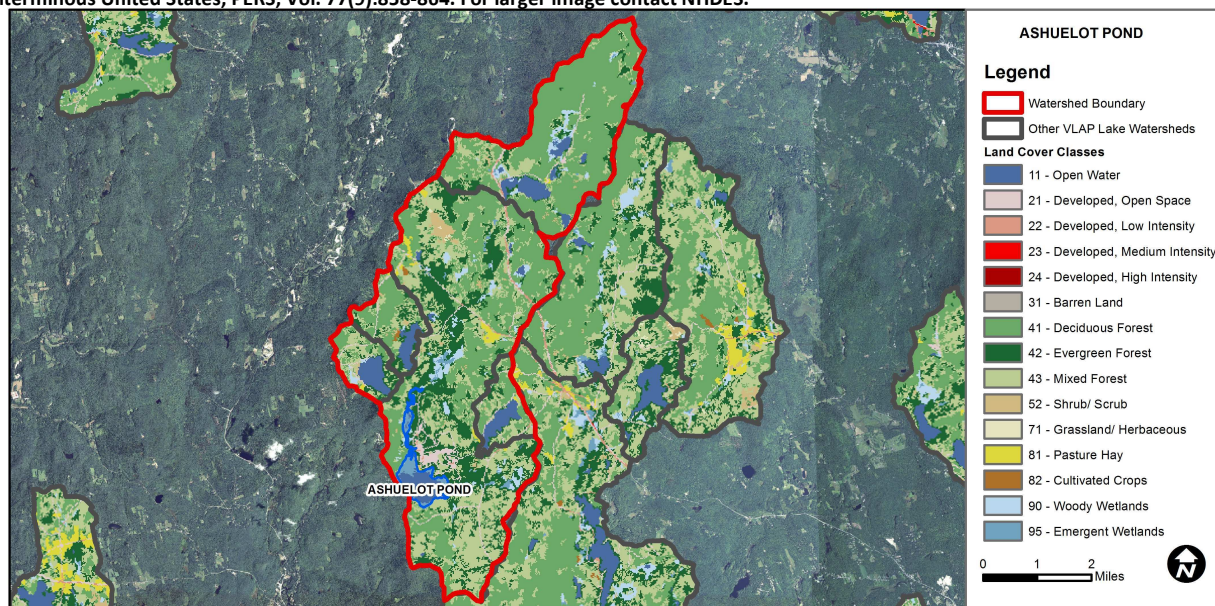 interminous United States, PERS, Vol. 77(9):858-864. For larger image contact NHDES.
ASHUELOT POND
Legend
Watershed Boundary
Other VLAP Lake Watersheds
Land Cover Classes
11 - Open Water
21 - Developed, Open Space
22 - Developed, Low Intensity
23 - Developed, Medium Intensity
24 - Developed, High Intensity
31 - Barren Land
41 - Deciduous Forest
42 - Evergreen Forest
43 - Mixed Forest
52 - Shrub/ Scrub
71 - Grassland/ Herbaceous
81 - Pasture Hay
82 - Cultivated Crops
90 - Woody Wetlands
95 - Emergent Wetlands
0 1 2
Miles
N
ASHUELOT POND